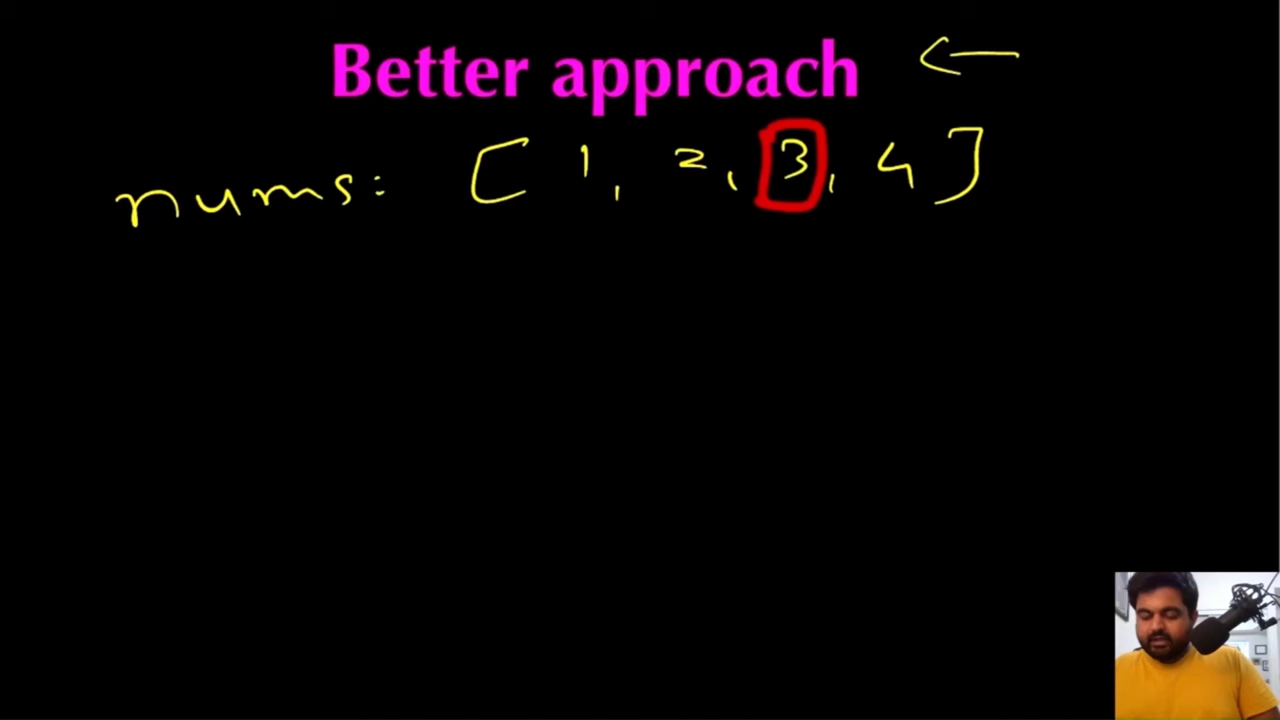 Better approach
nums: [ 1, 2, 3, 4 ]